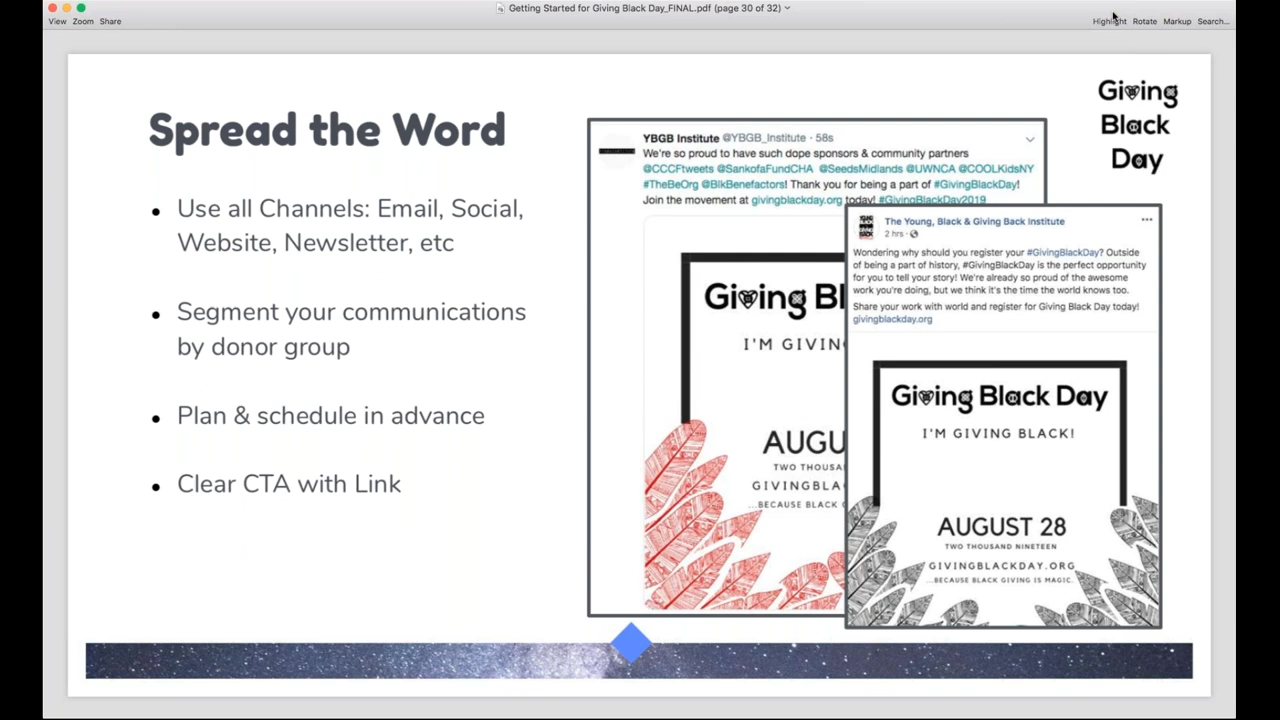 Getting Started for Giving Black Day_FINAL.pdf (page 30 of 32)
View Zoom Share
Highlight Rotate Markup Search...
Giving
Black
Day
Spread the Word
• Use all Channels: Email, Social,
Website, Newsletter, etc
• Segment your communications
by donor group
• Plan & schedule in advance
• Clear CTA with Link
YBGB Institute @YBGB_Institute · 58s
We're so proud to have such dope sponsors & community partners
@CCCFtweets @SankofaFundCHA @SeedsMidlands @UWNCA @COOLKidsNY
#TheBeOrg @BlkBenefactors! Thank you for being a part of #GivingBlackDay!
Join the movement at givingblackday.org today! #GivingBlackDay2019
Giving Bl
I'M GIVIN
AUGU
TWO THOUSA
GIVINGBLA
...BECAUSE BLACK G
The Young, Black & Giving Back Institute
2 hrs ·
Wondering why should you register your #GivingBlackDay? Outside
of being a part of history, #GivingBlackDay is the perfect opportunity
for you to tell your story! We're already so proud of the awesome
work you're doing, but we think it's the time the world knows too.
Share your work with world and register for Giving Black Day today!
givingblackday.org
Giving Black Day
I'M GIVING BLACK!
AUGUST 28
TWO THOUSAND NINETEEN
GIVINGBLACKDAY.ORG
...BECAUSE BLACK GIVING IS MAGIC.